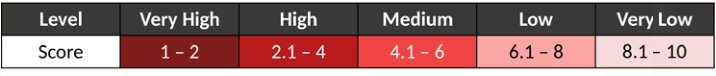 Level Very High High Medium Low Very Low
Score 1 – 2 2.1 – 4 4.1 – 6 6.1 – 8 8.1 – 10